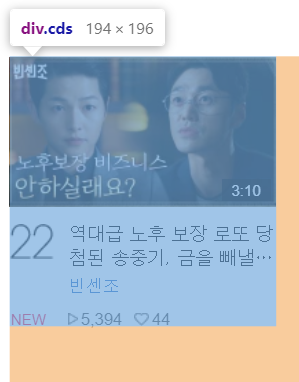 div.cds 194 × 196
빈센조
노후보장 비즈니스
안하실래요?
3:10
22
역대급 노후 보장 로또 당
첨된 송중기, 금을 빼낼…
빈센조
NEW 5,394 44